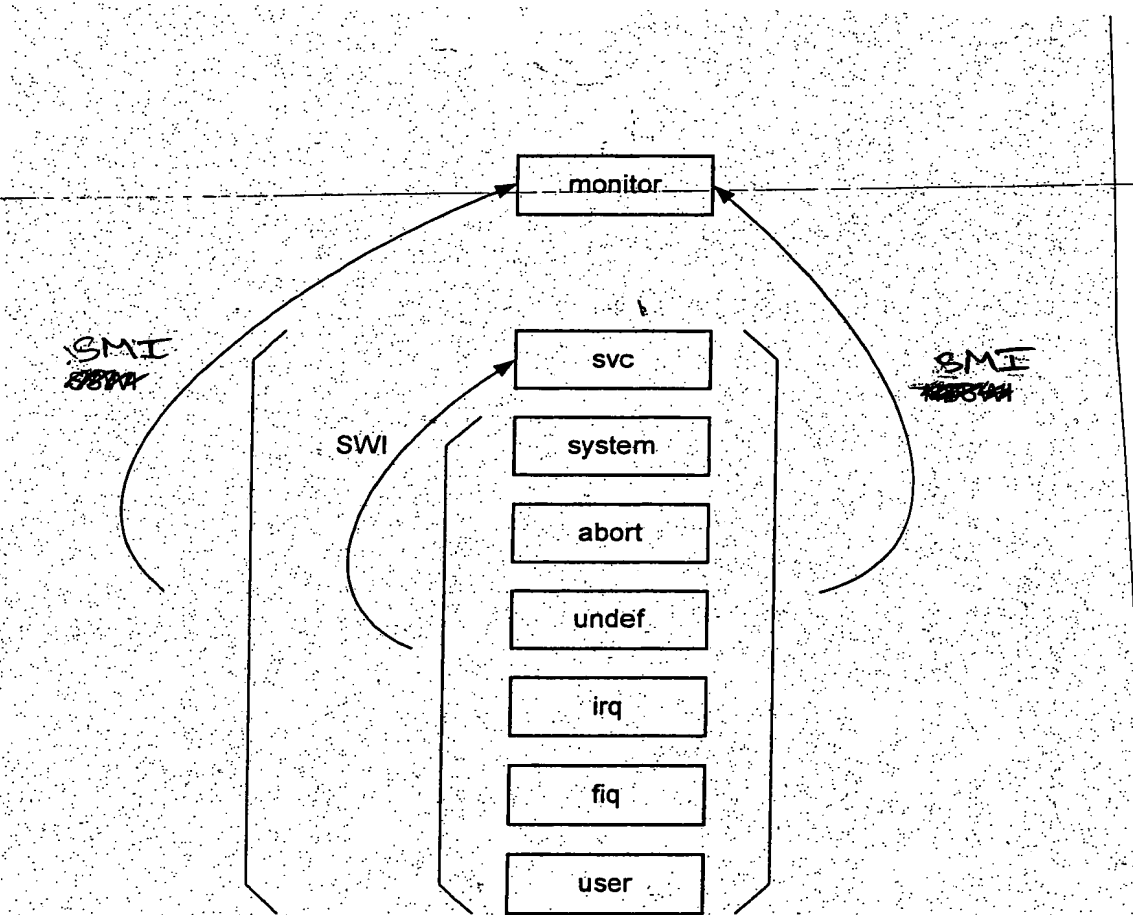 monitor
SMI
svc
SMI
SWI
system
abort
undef
irq
fiq
user